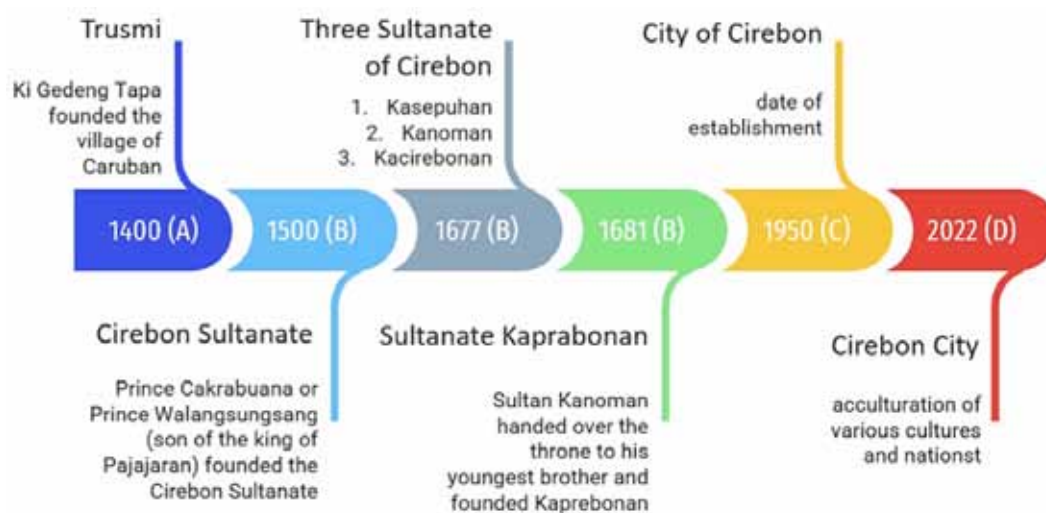 Trusmi
Ki Gedeng Tapa
founded the
village of
Caruban
Three Sultanate
of Cirebon
1. Kasepuhan
2. Kanoman
3. Kacirebonan
City of Cirebon
date of
establishment
1400 (A)
1500 (B)
1677 (B)
1681 (B)
1950 (C)
2022 (D)
Cirebon Sultanate
Prince Cakrabuana or
Prince Walangsungsang
(son of the king of
Pajajaran) founded the
Cirebon Sultanate
Sultanate Kaprabonan
Sultan Kanoman
handed over the
throne to his
youngest brother and
founded Kaprebonan
Cirebon City
acculturation of
various cultures
and nationst